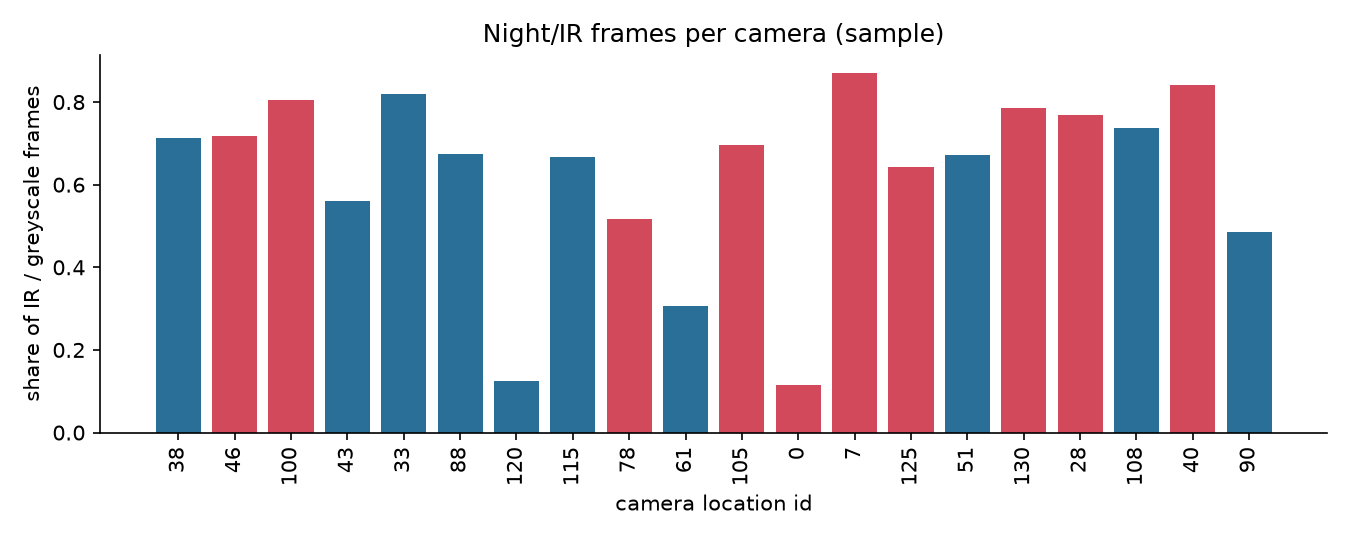 Night/IR frames per camera (sample)
share of IR / greyscale frames
0.8
0.6
0.4
0.2
0.0
38 46 100 43 33 88 120 115 78 61 105 0 7 125 51 130 28 108 40 90
camera location id